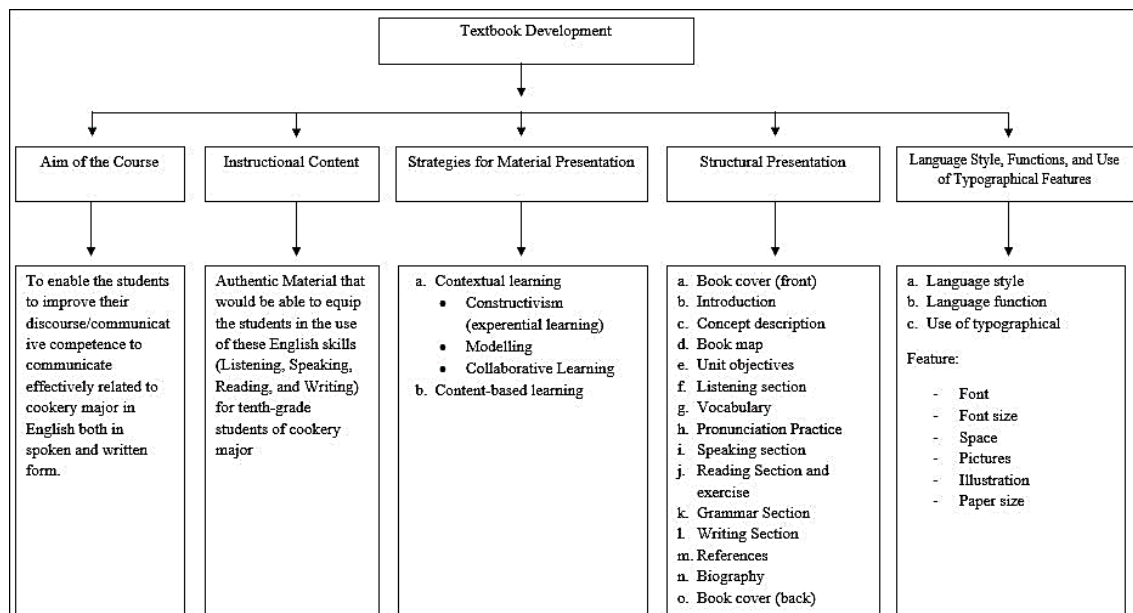 Textbook Development
Aim of the Course
Instructional Content
Strategies for Material Presentation
Structural Presentation
Language Style, Functions, and Use
of Typographical Features
To enable the students
to improve their
discourse/communicat
ive competence to
communicate
effectively related to
cookery major in
English both in
spoken and written
form.
Authentic Material that
would be able to equip
the students in the use
of these English skills
(Listening, Speaking,
Reading, and Writing)
for tenth-grade
students of cookery
major
a. Contextual learning
• Constructivism
(experential learning)
• Modelling
• Collaborative Learning
b. Content-based learning
a. Book cover (front)
b. Introduction
c. Concept description
d. Book map
e. Unit objectives
f. Listening section
g. Vocabulary
h. Pronunciation Practice
i. Speaking section
j. Reading Section and
exercise
k. Grammar Section
l. Writing Section
m. References
n. Biography
o. Book cover (back)
a. Language style
b. Language function
c. Use of typographical
Feature:
- Font
- Font size
- Space
- Pictures
- Illustration
- Paper size